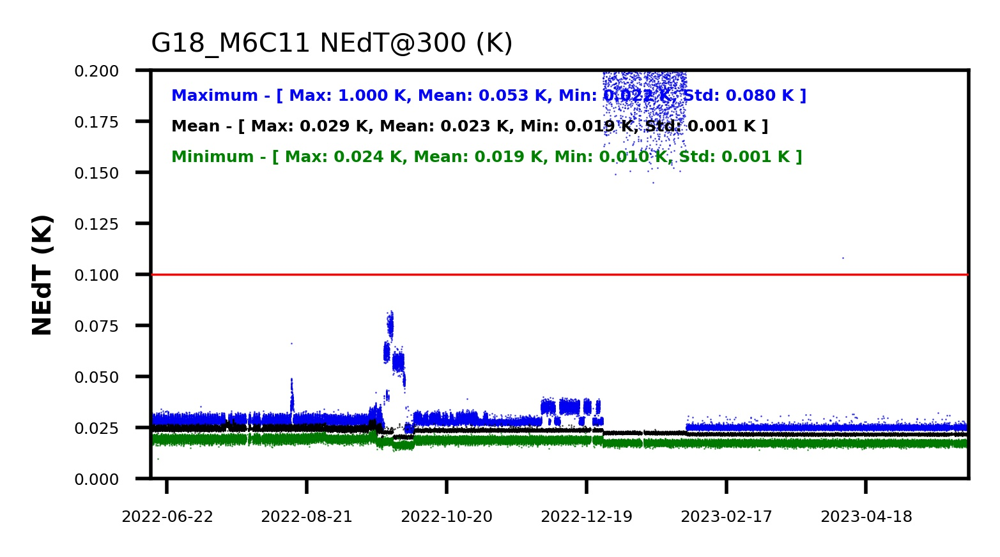 G18_M6C11 NEdT@300 (K)
0.200
Maximum - [ Max: 1.000 K, Mean: 0.053 K, Min: 0.022 K, Std: 0.080 K ]
0.175
Mean - [ Max: 0.029 K, Mean: 0.023 K, Min: 0.019 K, Std: 0.001 K ]
Minimum - [ Max: 0.024 K, Mean: 0.019 K, Min: 0.010 K, Std: 0.001 K ]
0.150
0.125
0.100
0.075
0.050
0.025
0.000
NEdT (K)
2022-06-22 2022-08-21 2022-10-20 2022-12-19 2023-02-17 2023-04-18